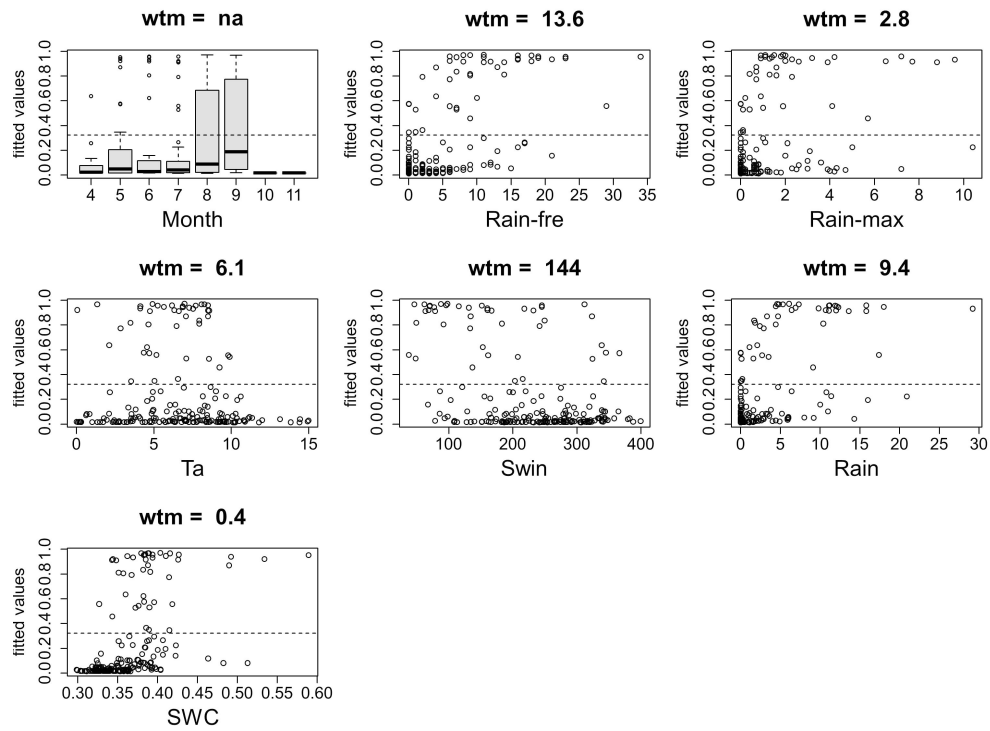 wtm =  na
fitted values
0.00.20.40.60.81.0
4 5 6 7 8 9 10 11
Month
wtm =  13.6
fitted values
0.00.20.40.60.81.0
0 5 10 15 20 25 30 35
Rain-fre
wtm =  2.8
fitted values
0.00.20.40.60.81.0
0 2 4 6 8 10
Rain-max
wtm =  6.1
fitted values
0.00.20.40.60.81.0
0 5 10 15
Ta
wtm =  144
fitted values
0.00.20.40.60.81.0
100 200 300 400
Swin
wtm =  9.4
fitted values
0.00.20.40.60.81.0
0 5 10 15 20 25 30
Rain
wtm =  0.4
fitted values
0.00.20.40.60.81.0
0.30 0.35 0.40 0.45 0.50 0.55 0.60
SWC